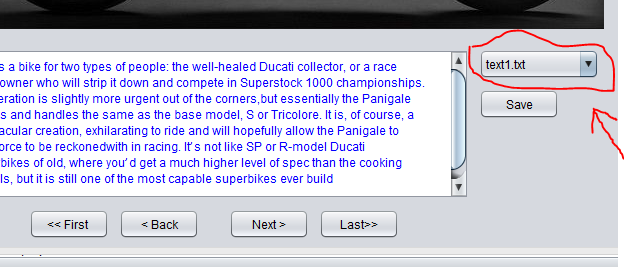 s a bike for two types of people: the well-healed Ducati collector, or a race
owner who will strip it down and compete in Superstock 1000 championships.
eration is slightly more urgent out of the corners,but essentially the Panigale
s and handles the same as the base model, S or Tricolore. It is, of course, a
acular creation, exhilarating to ride and will hopefully allow the Panigale to
orce to be reckonedwith in racing. It's not like SP or R-model Ducati
bikes of old, where you'd get a much higher level of spec than the cooking
ls, but it is still one of the most capable superbikes ever build
text1.txt
Save
<< First
< Back
Next >
Last>>